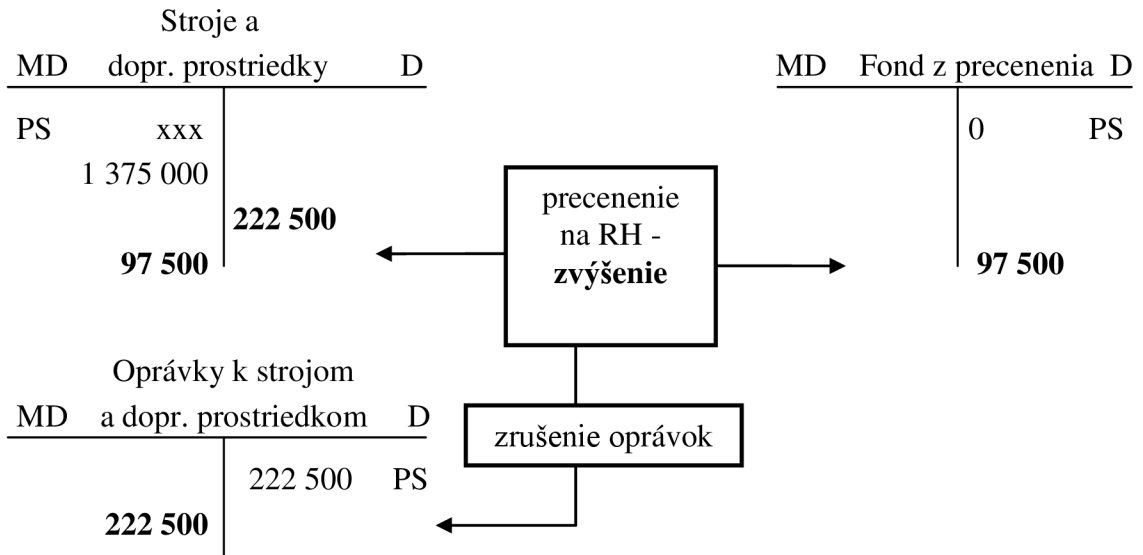 Stroje a
MD dopr. prostriedky D
PS xxx
1 375 000
222 500
97 500
MD Fond z precenenia D
0 PS
97 500
precenenie
na RH -
zvýšenie
Oprávky k strojom
MD a dopr. prostriedkom D
222 500 PS
222 500
zrušenie oprávok